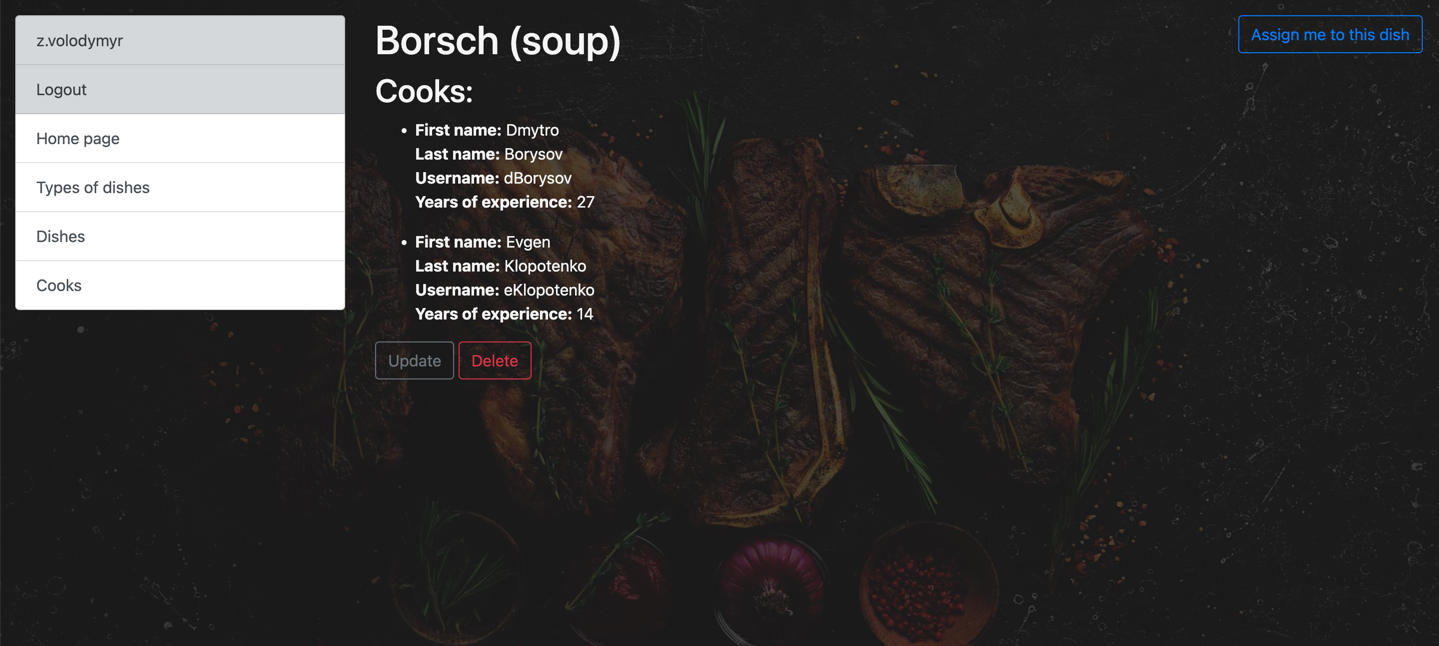 z.volodymyr
Logout
Home page
Types of dishes
Dishes
Cooks
Borsch (soup)
Assign me to this dish
Cooks:
First name: Dmytro
Last name: Borysov
Username: dBorysov
Years of experience: 27
First name: Evgen
Last name: Klopotenko
Username: eKlopotenko
Years of experience: 14
Update
Delete